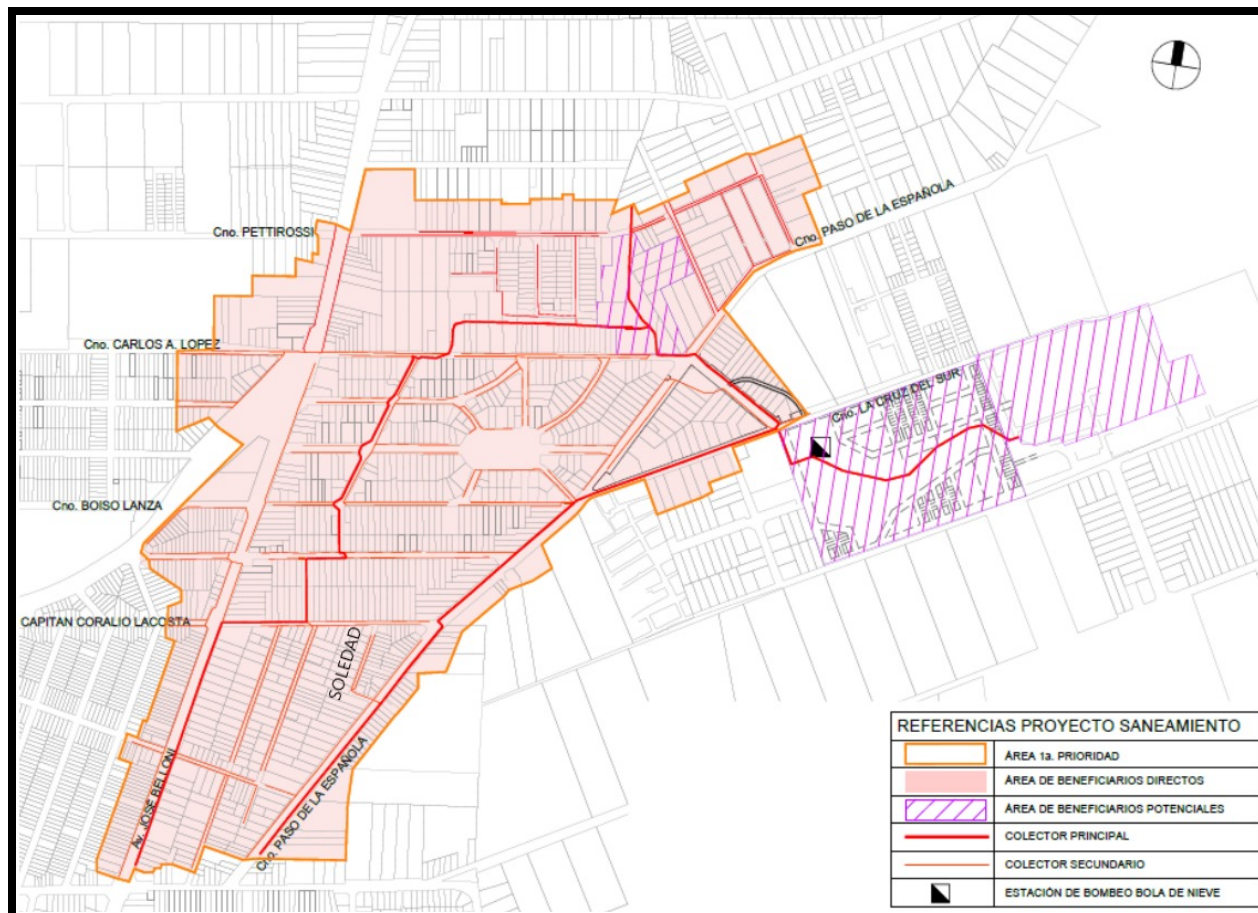 Cno. PASO DE LA ESPAÑOLA
Cno. PETTIROSSI
Cno. CARLOS A. LOPEZ
Cno. LA CRUZ DEL SUR
Cno. BOISO LANZA
CAPITAN CORALIO LACOSTA
SOLEDAD
Av. JOSÉ BELLONI
Cno. PASO DE LA ESPAÑOLA
REFERENCIAS PROYECTO SANEAMIENTO
ÁREA 1a. PRIORIDAD
ÁREA DE BENEFICIARIOS DIRECTOS
ÁREA DE BENEFICIARIOS POTENCIALES
COLECTOR PRINCIPAL
COLECTOR SECUNDARIO
ESTACIÓN DE BOMBEO BOLA DE NIEVE